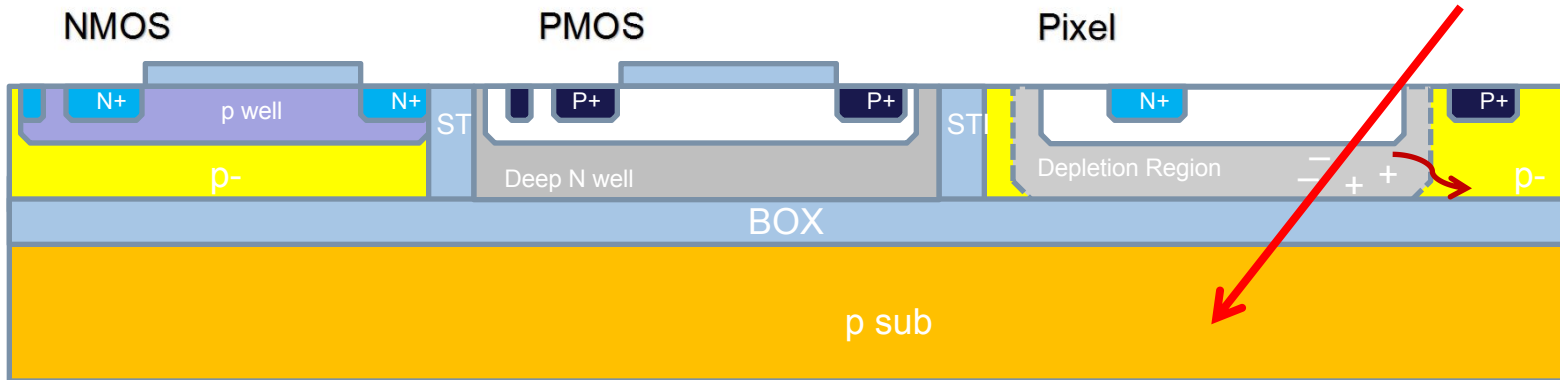 NMOS
PMOS
Pixel
N+
p well
N+
P+
P+
N+
P+
ST
STI
p-
Deep N well
Depletion Region
–
–
+
+
p-
BOX
p sub